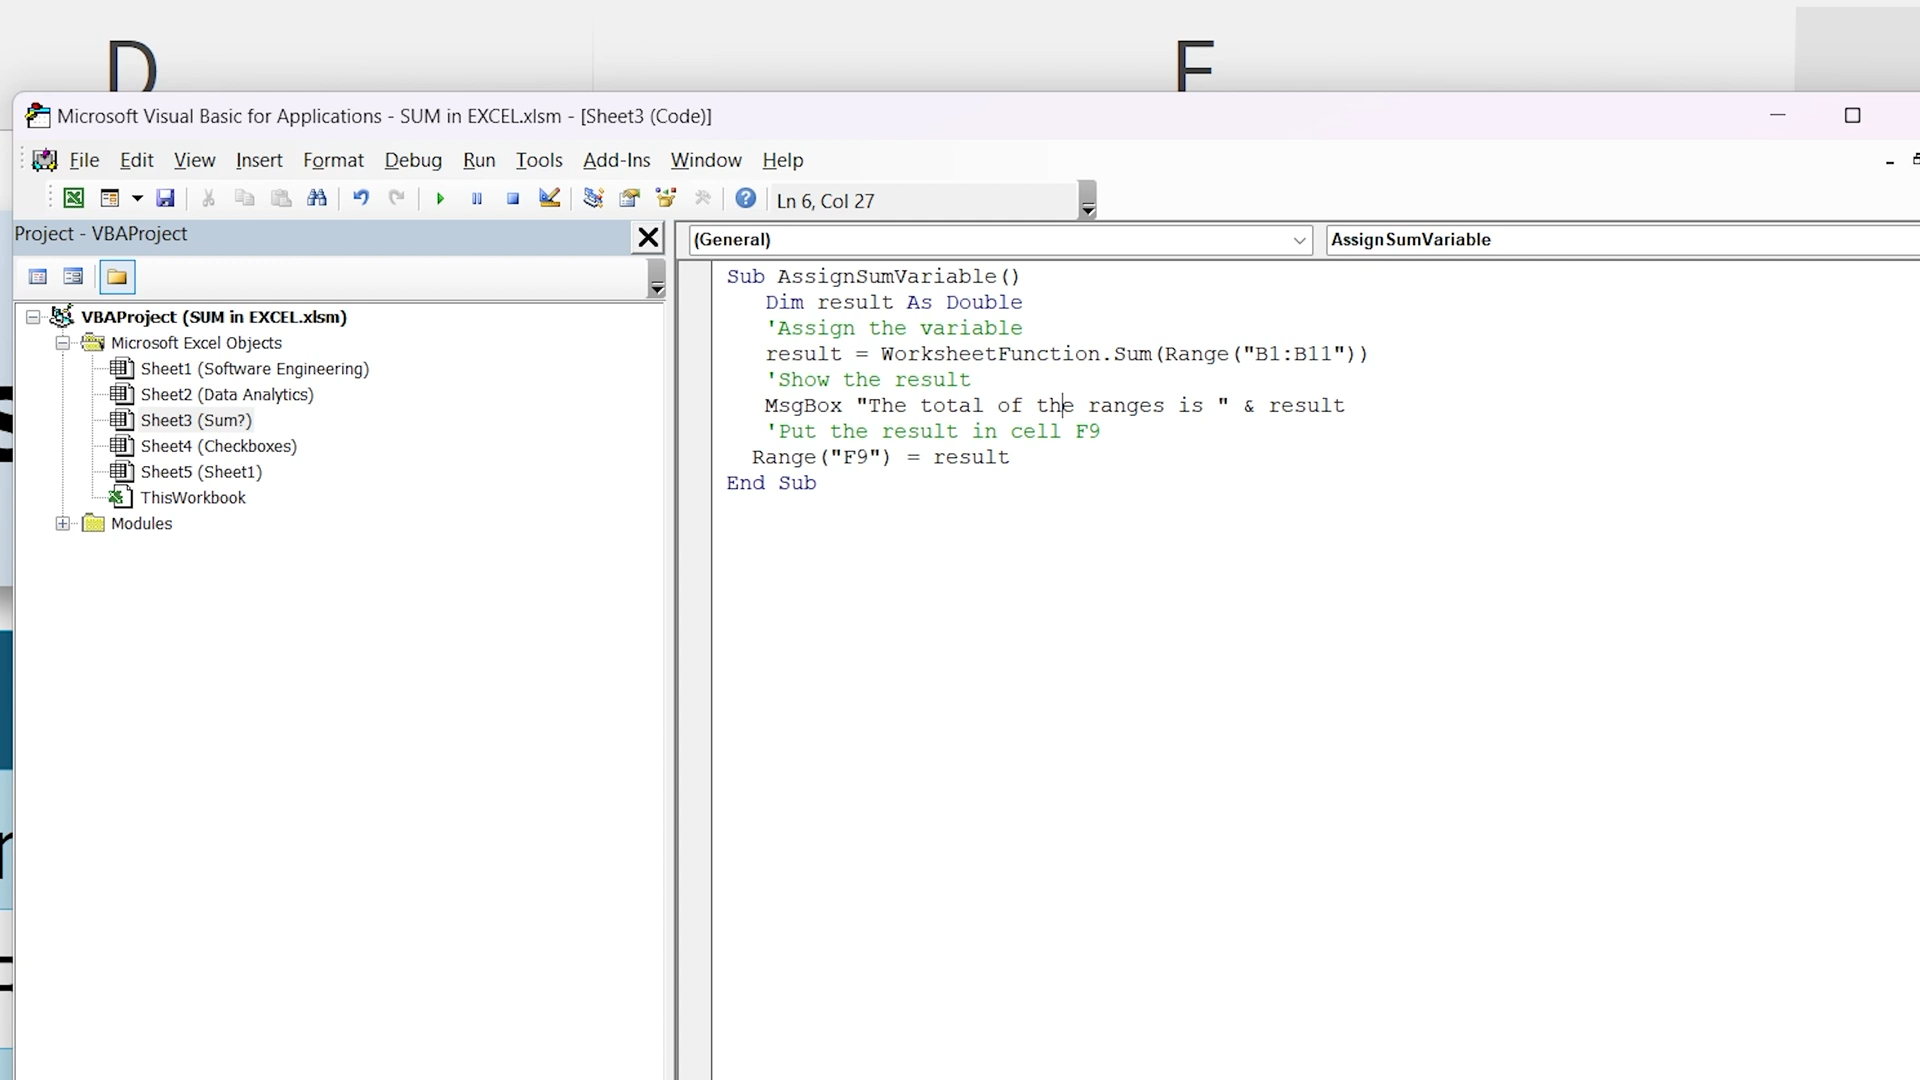 D
Microsoft Visual Basic for Applications - SUM in EXCEL.xlsm - [Sheet3 (Code)]
File Edit View Insert Format Debug Run Tools Add-Ins Window Help
Ln 6, Col 27
Project - VBAProject
(General)
AssignSumVariable
VBAProject (SUM in EXCEL.xlsm)
Microsoft Excel Objects
Sheet1 (Software Engineering)
Sheet2 (Data Analytics)
Sheet3 (Sum?)
Sheet4 (Checkboxes)
Sheet5 (Sheet1)
ThisWorkbook
Modules
Sub AssignSumVariable()
Dim result As Double
'Assign the variable
result = WorksheetFunction.Sum(Range("B1:B11"))
'Show the result
MsgBox "The total of the ranges is " & result
'Put the result in cell F9
Range("F9") = result
End Sub